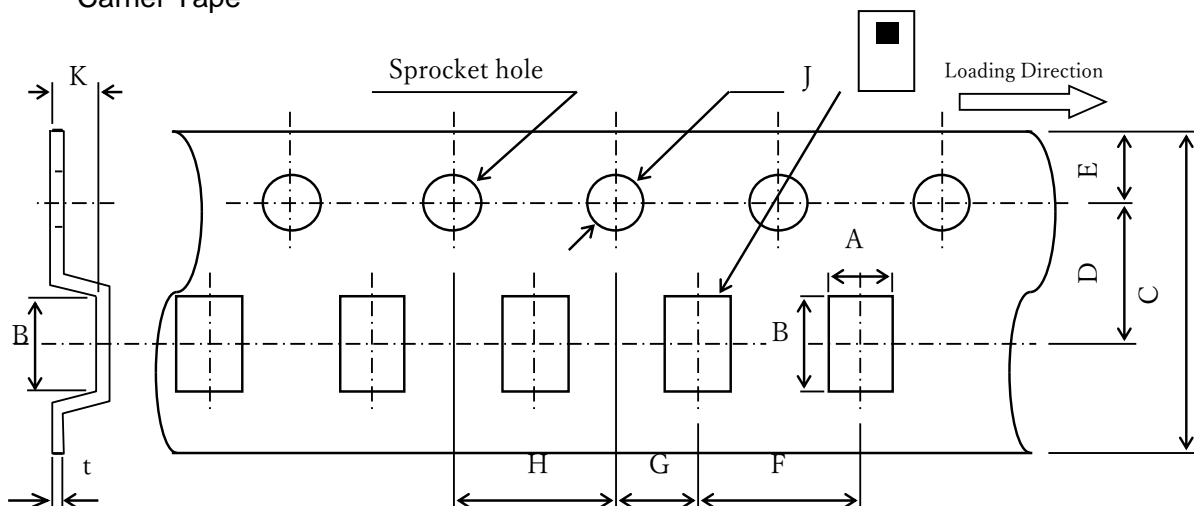 Carrier Tape
K
Sprocket hole
J
Loading Direction
E
A
D
C
B
B
t
H
G
F